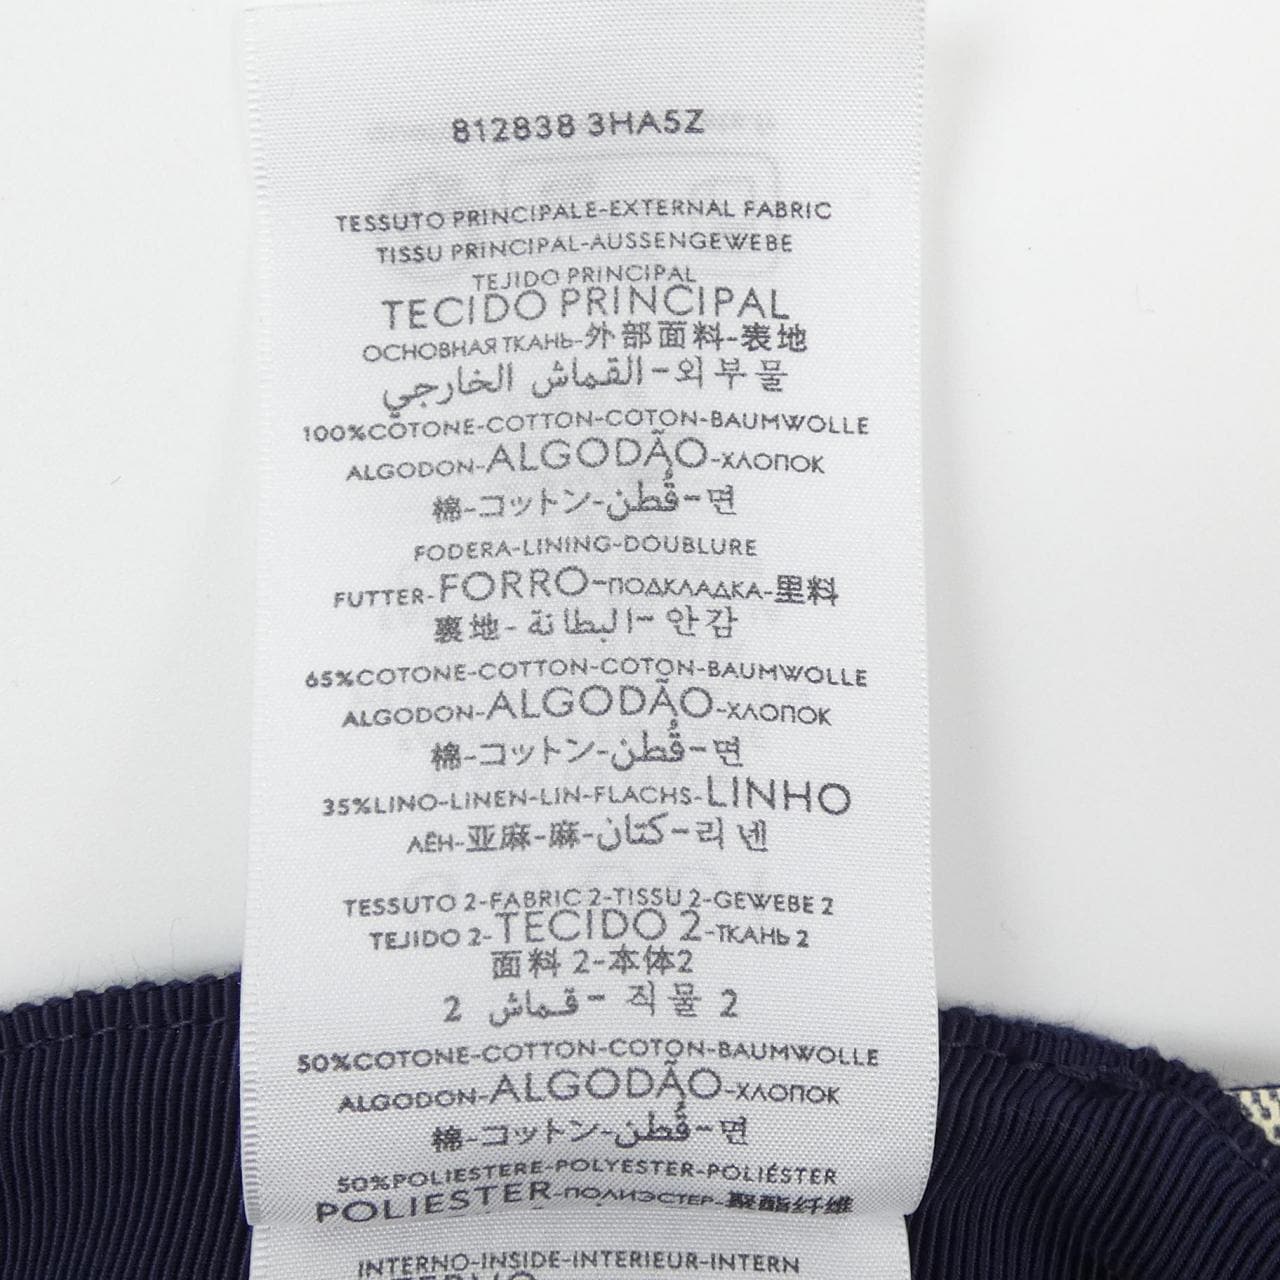 812838 3HA5Z
TESSUTO PRINCIPALE-EXTERNAL FABRIC
TISSU PRINCIPAL-AUSSENGEWEBE
TEJIDO PRINCIPAL
TECIDO PRINCIPAL
ОСНОВНАЯ ТКАНЬ-外部面料-表地
القماش الخارجي-외부물
100%COTONE-COTTON-COTON-BAUMWOLLE
ALGODON-ALGODÃO-ХЛОПОК
棉-コットン-قُطن-면
FODERA-LINING-DOUBLURE
FUTTER-FORRO-ПОДКЛАДКА-里料
裏地-البطانة-안감
65%COTONE-COTTON-COTON-BAUMWOLLE
ALGODON-ALGODÃO-ХЛОПОК
棉-コットン-قُطن-면
35%LINO-LINEN-LIN-FLACHS-LINHO
ЛЁН-亚麻-麻-كتان-리넨
TESSUTO 2-FABRIC 2-TISSU 2-GEWEBE 2
TEJIDO 2-TECIDO 2-ТКАНЬ 2
面料 2-本体2
قماش 2-직물 2
50%COTONE-COTTON-COTON-BAUMWOLLE
ALGODON-ALGODÃO-ХЛОПОК
棉-コットン-قُطن-면
50%POLIESTERE-POLYESTER-POLIÉSTER
POLIESTER-ПОЛИЭСТЕР-聚酯纤维
INTERNO-INSIDE-INTERIEUR-INTERN